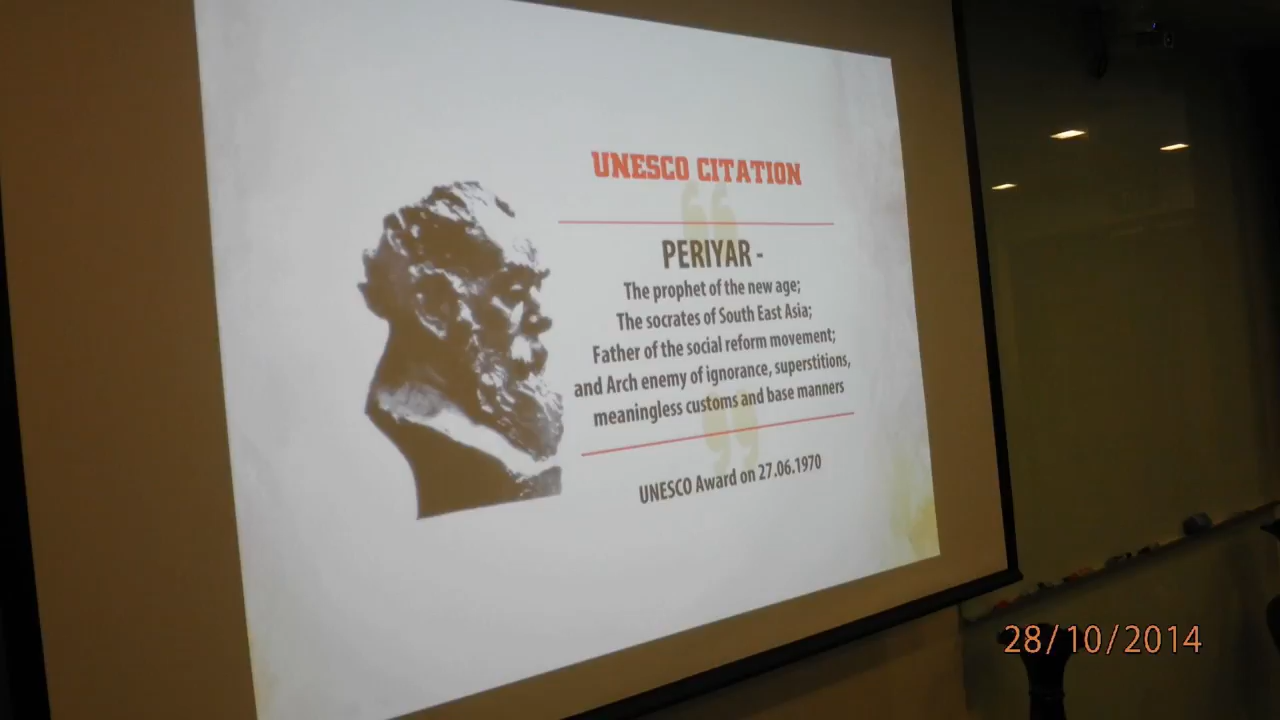 UNESCO CITATION
PERIYAR -
The prophet of the new age;
The socrates of South East Asia;
Father of the social reform movement;
and Arch enemy of ignorance, superstitions,
meaningless customs and base manners
UNESCO Award on 27.06.1970
28/10/2014